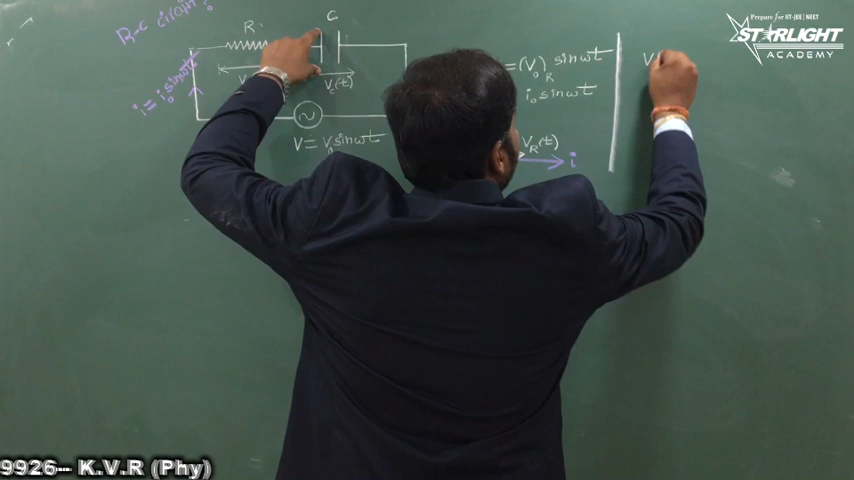 R-C circuit
R
C
i = i₀ sinωt
V_C(t)
V = V₀ sinωt
= (V₀)_R sinωt
i₀ sinωt
V_R(t)
i
V
Prepare for IIT-JEE | NEET
STARLIGHT
ACADEMY
9926-- K.V.R (Phy)